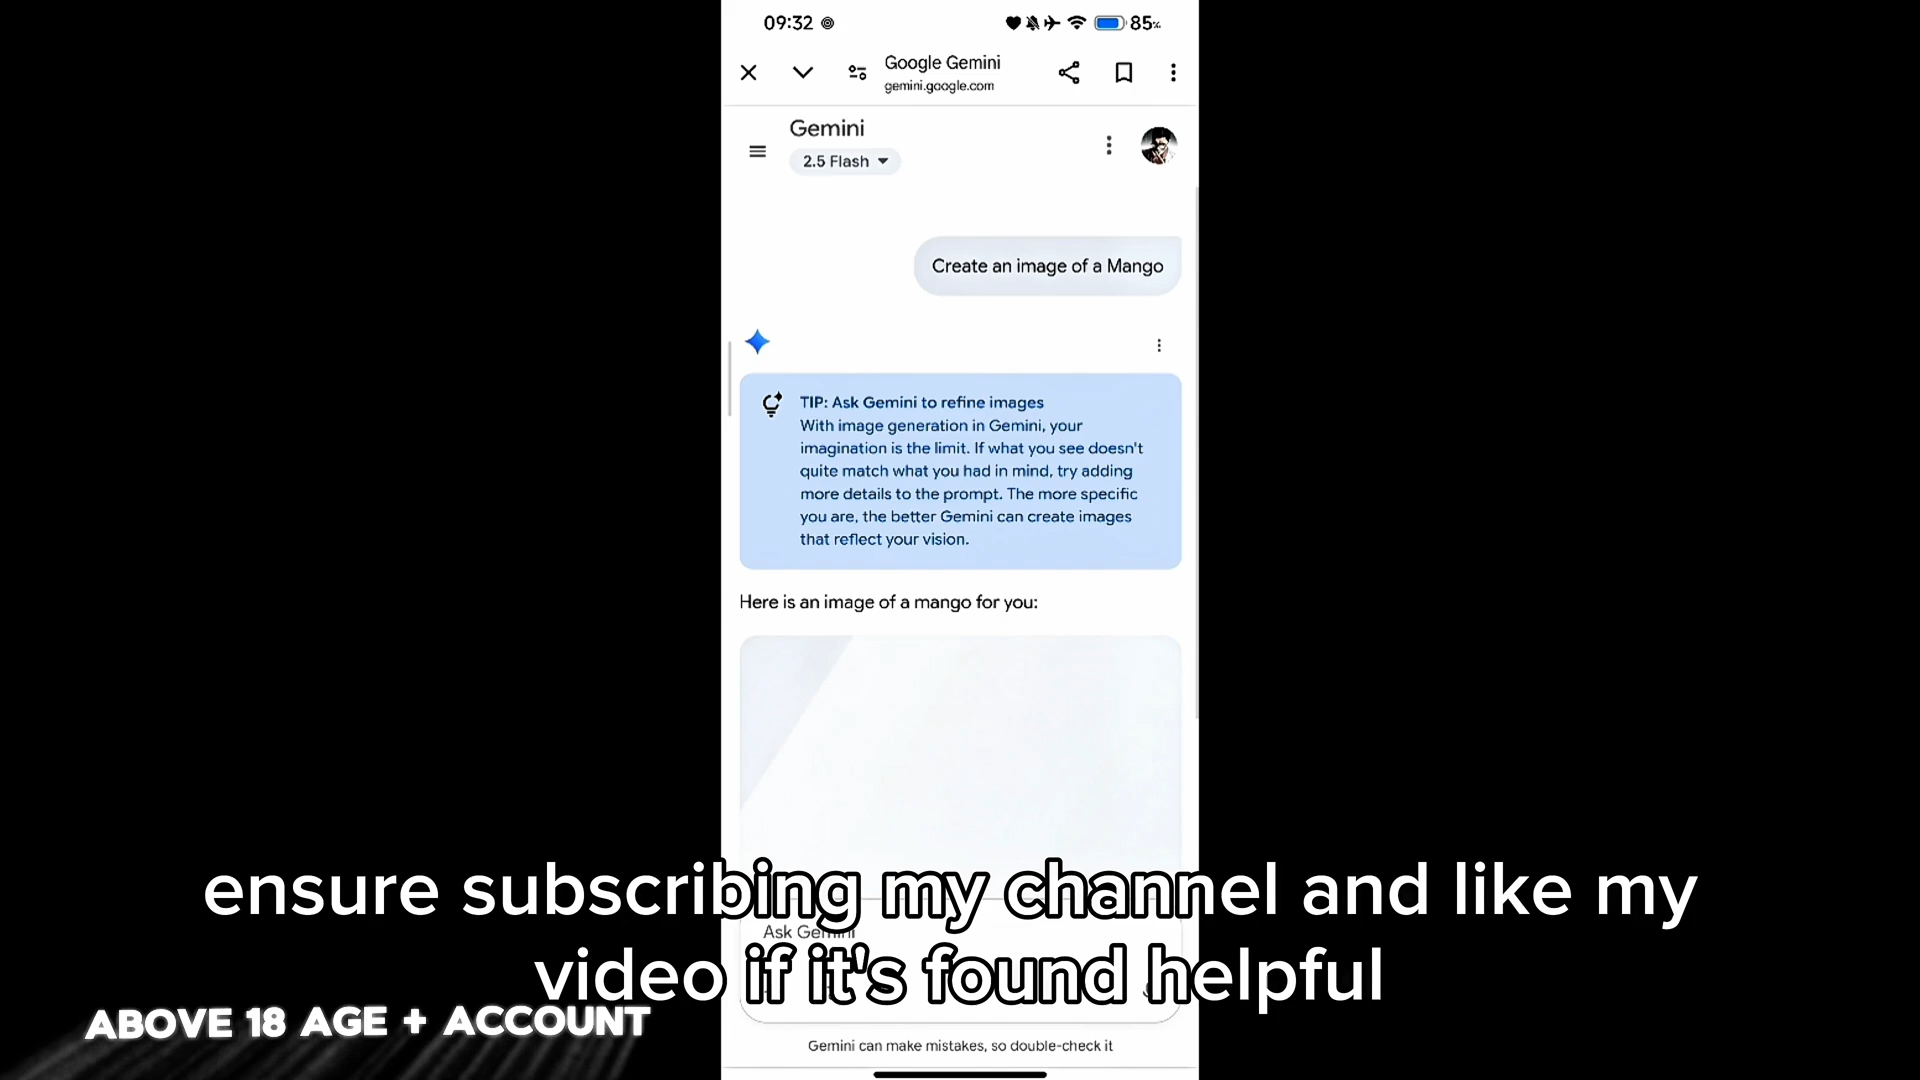 09:32
85%
Google Gemini
gemini.google.com
Gemini
2.5 Flash
Create an image of a Mango
TIP: Ask Gemini to refine images
With image generation in Gemini, your
imagination is the limit. If what you see doesn't
quite match what you had in mind, try adding
more details to the prompt. The more specific
you are, the better Gemini can create images
that reflect your vision.
Here is an image of a mango for you:
ensure subscribing my channel and like my
Ask Gemini
video if it's found helpful
ABOVE 18 AGE + ACCOUNT
Gemini can make mistakes, so double-check it